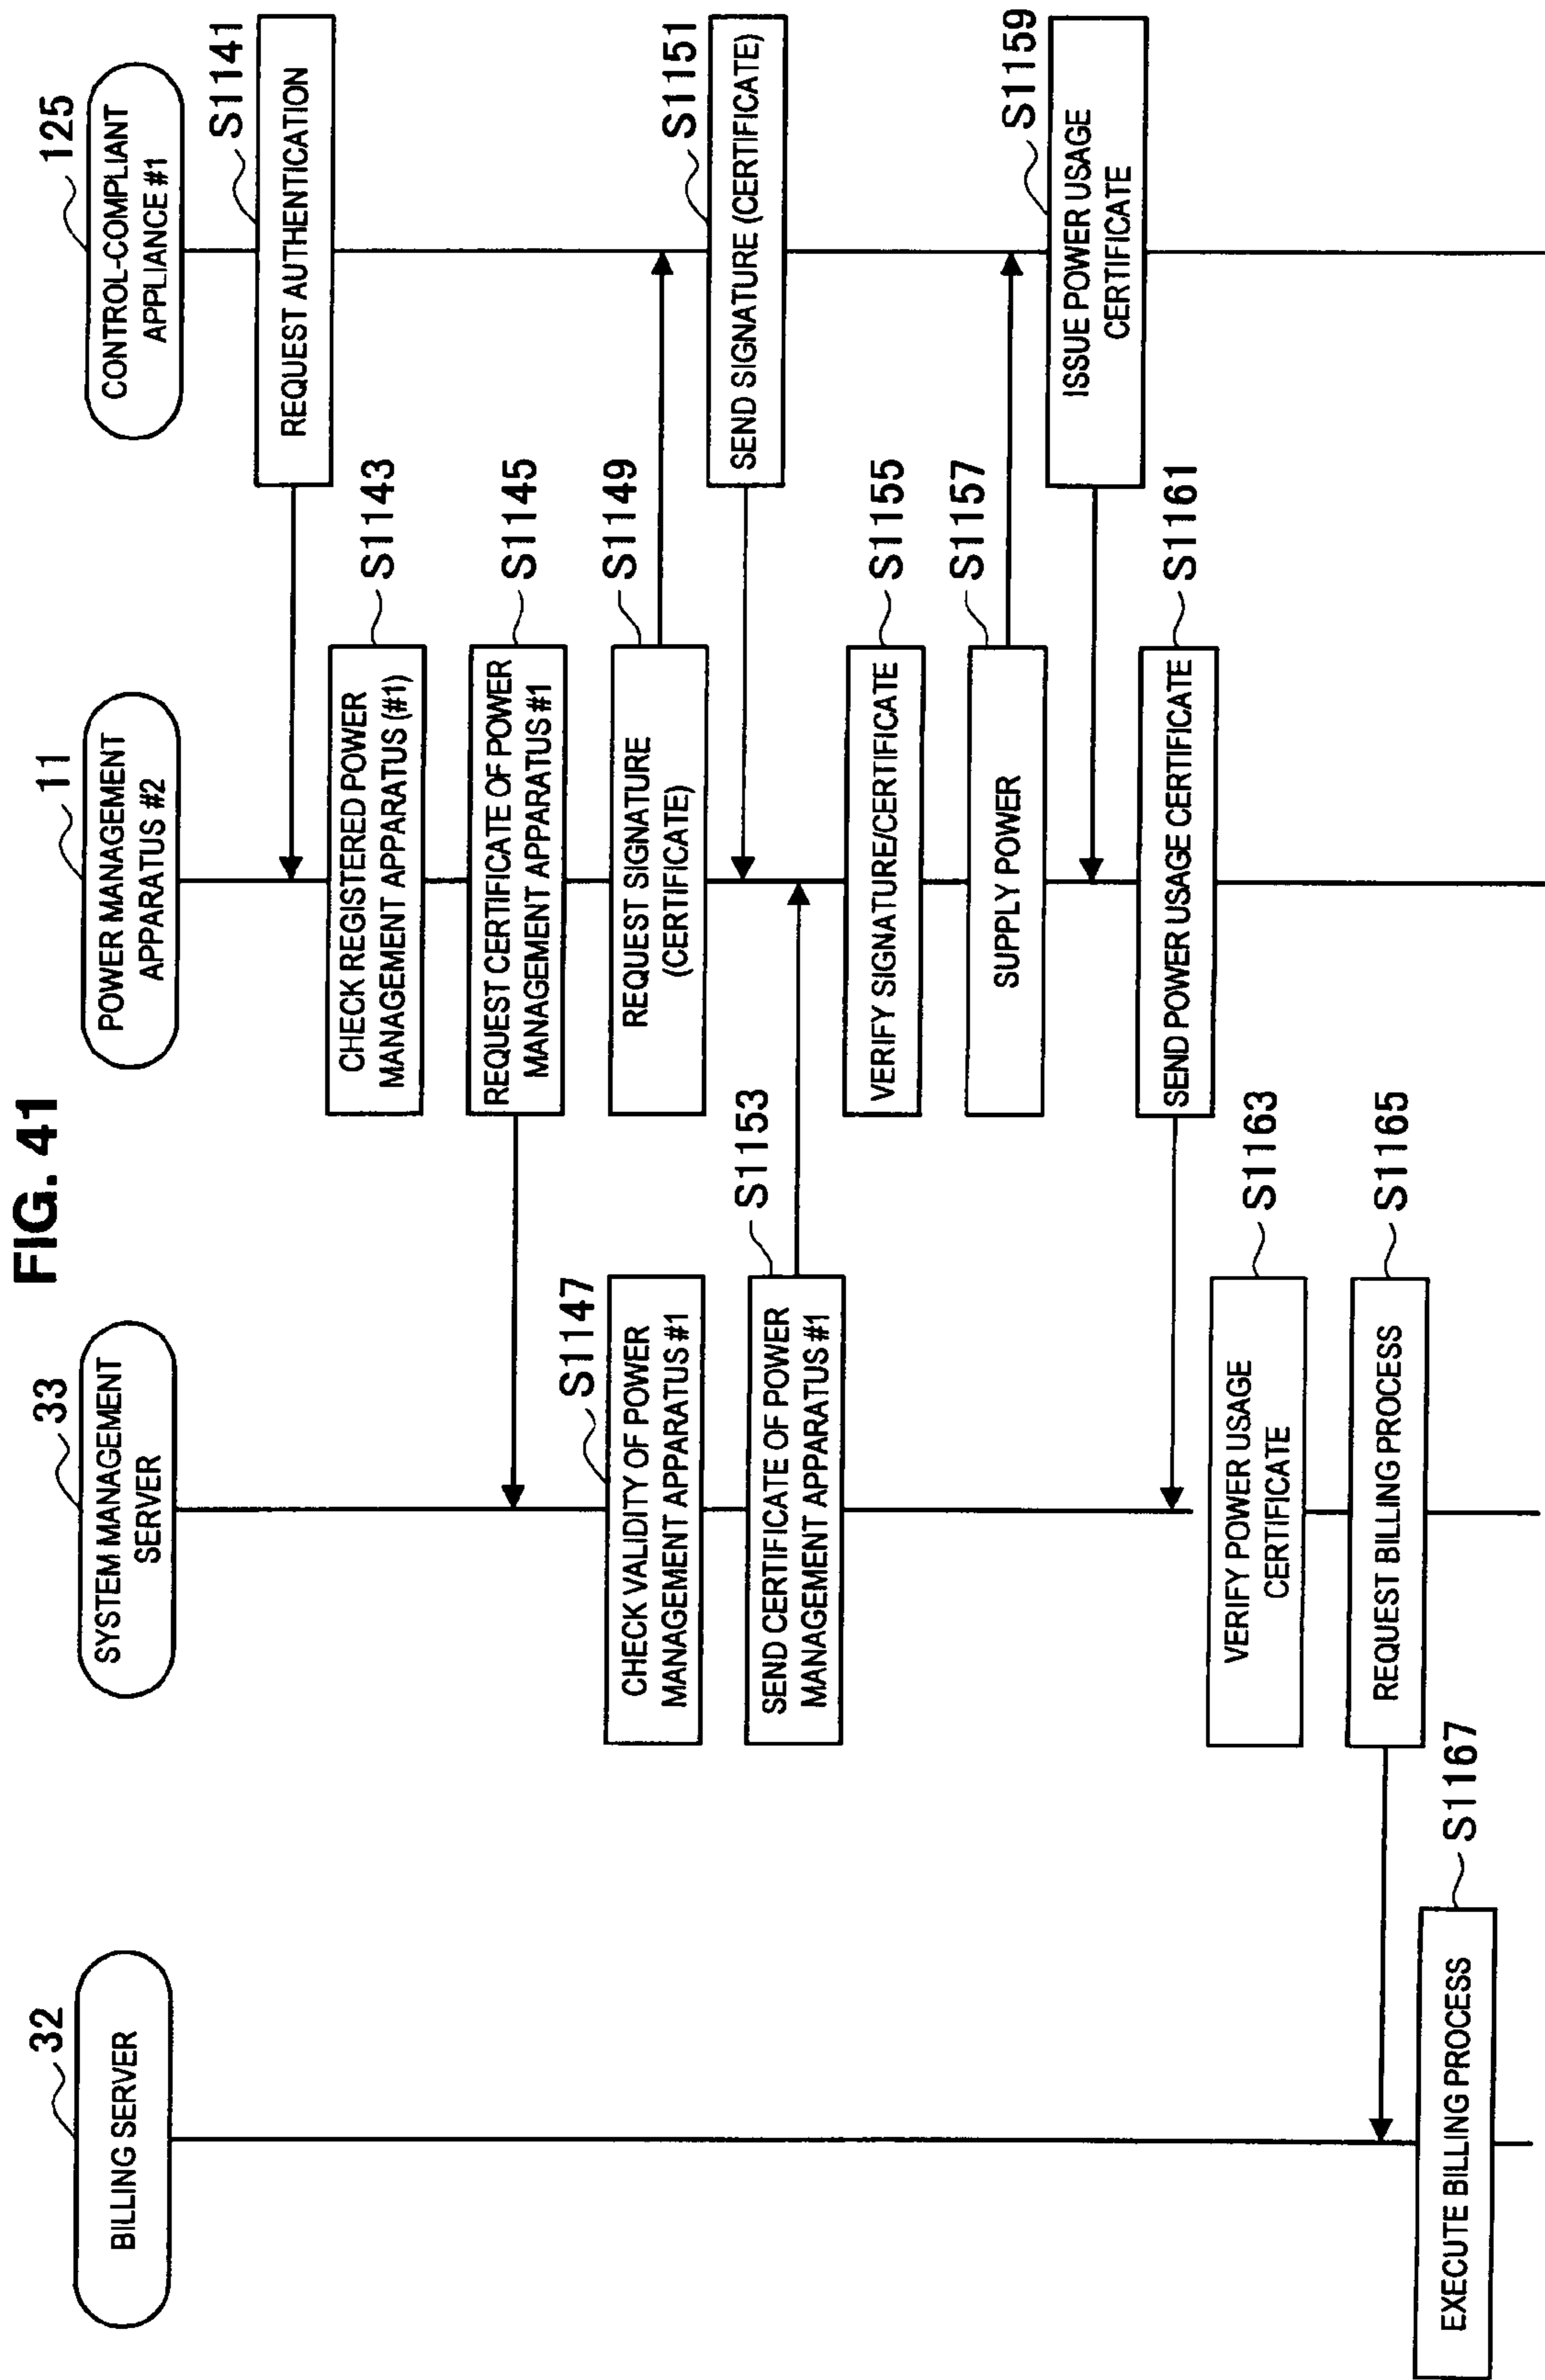 FIG. 41
32
BILLING SERVER
33
SYSTEM MANAGEMENT
SERVER
11
POWER MANAGEMENT
APPARATUS #2
125
CONTROL-COMPLIANT
APPLIANCE #1
S1141
REQUEST AUTHENTICATION
CHECK REGISTERED POWER
MANAGEMENT APPARATUS (#1)
S1143
REQUEST CERTIFICATE OF POWER
MANAGEMENT APPARATUS #1
S1145
S1147
CHECK VALIDITY OF POWER
MANAGEMENT APPARATUS #1
REQUEST SIGNATURE
(CERTIFICATE)
S1149
S1151
SEND SIGNATURE (CERTIFICATE)
S1153
SEND CERTIFICATE OF POWER
MANAGEMENT APPARATUS #1
VERIFY SIGNATURE/CERTIFICATE
S1155
SUPPLY POWER
S1157
S1159
ISSUE POWER USAGE
CERTIFICATE
SEND POWER USAGE CERTIFICATE
S1161
VERIFY POWER USAGE
CERTIFICATE
S1163
REQUEST BILLING PROCESS
S1165
EXECUTE BILLING PROCESS
S1167